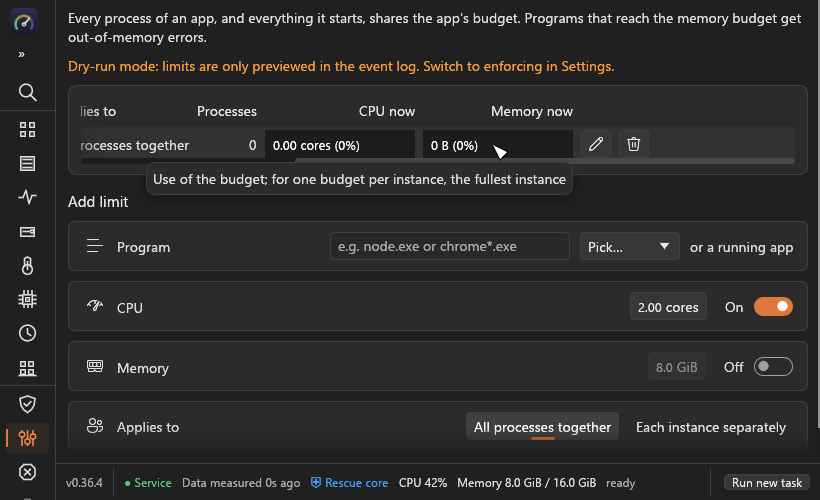 Every process of an app, and everything it starts, shares the app's budget. Programs that reach the memory budget get
out-of-memory errors.
Dry-run mode: limits are only previewed in the event log. Switch to enforcing in Settings.
»
lies to Processes CPU now Memory now
rocesses together 0 0.00 cores (0%) 0 B (0%)
Use of the budget; for one budget per instance, the fullest instance
Add limit
Program e.g. node.exe or chrome*.exe Pick... or a running app
CPU 2.00 cores On
Memory 8.0 GiB Off
Applies to All processes together Each instance separately
v0.36.4 Service Data measured 0s ago Rescue core CPU 42% Memory 8.0 GiB / 16.0 GiB ready Run new task